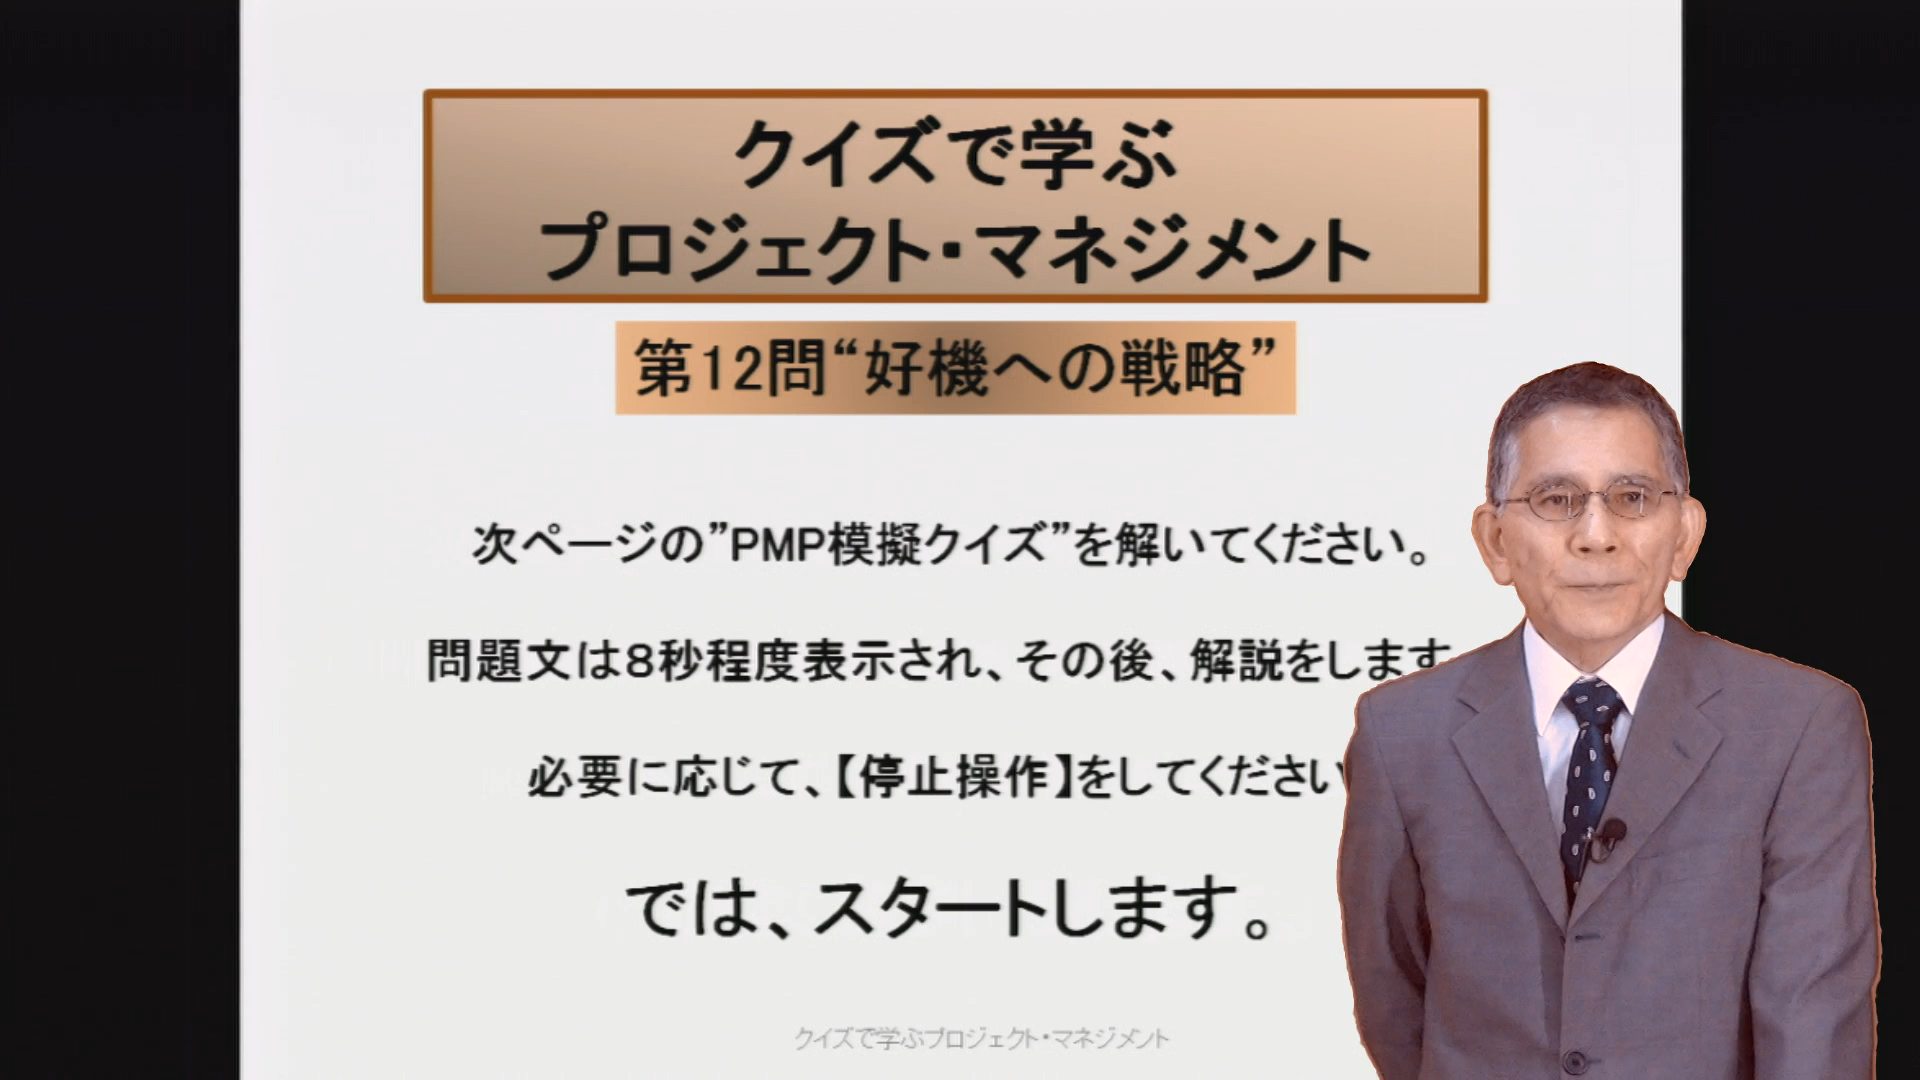 クイズで学ぶ
プロジェクト・マネジメント
第12問“好機への戦略”
次ページの”PMP模擬クイズ”を解いてください。
問題文は8秒程度表示され、その後、解説をします
必要に応じて、【停止操作】をしてください
では、スタートします。
クイズで学ぶプロジェクト・マネジメント